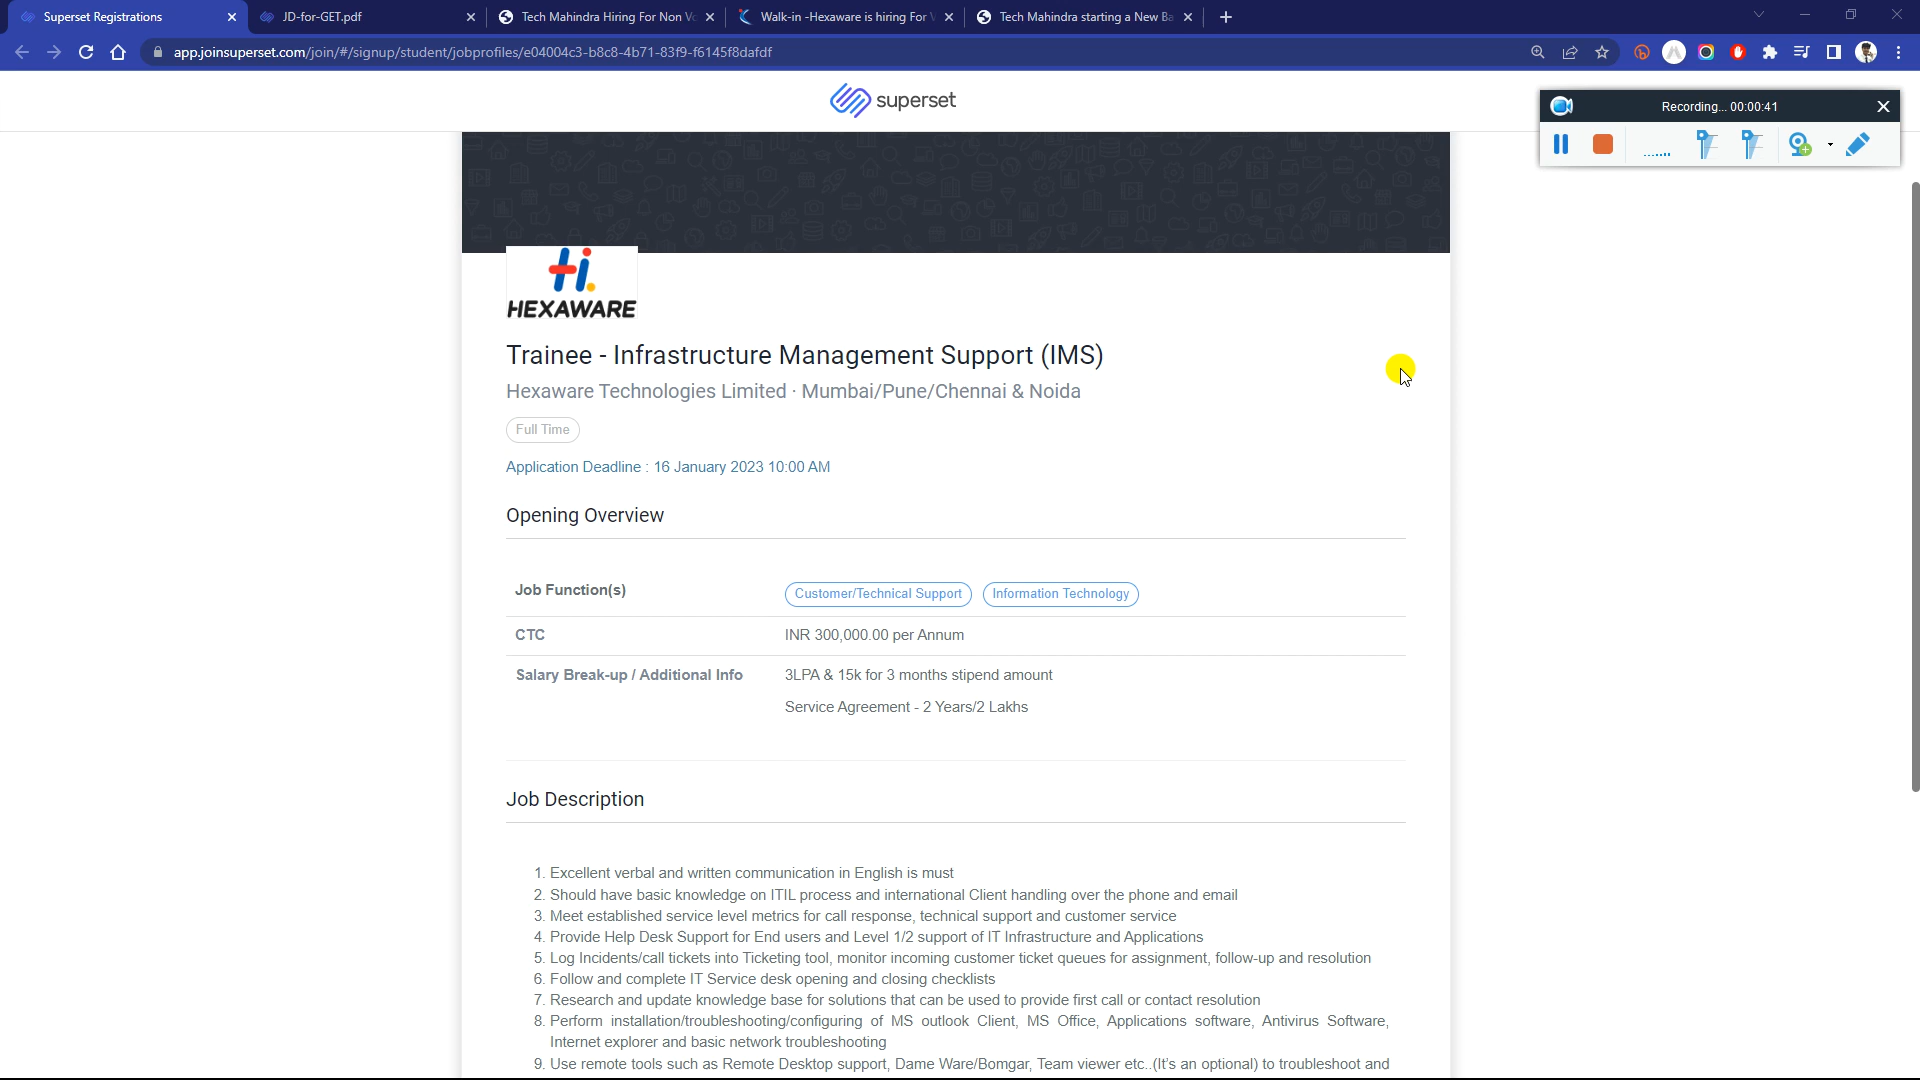 Superset Registrations
JD-for-GET.pdf
Tech Mahindra Hiring For Non Vo
Walk-in -Hexaware is hiring For
Tech Mahindra starting a New Ba
app.joinsuperset.com/join/#/signup/student/jobprofiles/e04004c3-b8c8-4b71-83f9-f6145f8dafdf
superset
Recording... 00:00:41
HEXAWARE
Trainee - Infrastructure Management Support (IMS)
Hexaware Technologies Limited · Mumbai/Pune/Chennai & Noida
Full Time
Application Deadline : 16 January 2023 10:00 AM
Opening Overview
Job Function(s)
Customer/Technical Support
Information Technology
CTC
INR 300,000.00 per Annum
Salary Break-up / Additional Info
3LPA & 15k for 3 months stipend amount
Service Agreement - 2 Years/2 Lakhs
Job Description
1. Excellent verbal and written communication in English is must
2. Should have basic knowledge on ITIL process and international Client handling over the phone and email
3. Meet established service level metrics for call response, technical support and customer service
4. Provide Help Desk Support for End users and Level 1/2 support of IT Infrastructure and Applications
5. Log Incidents/call tickets into Ticketing tool, monitor incoming customer ticket queues for assignment, follow-up and resolution
6. Follow and complete IT Service desk opening and closing checklists
7. Research and update knowledge base for solutions that can be used to provide first call or contact resolution
8. Perform installation/troubleshooting/configuring of MS outlook Client, MS Office, Applications software, Antivirus Software,
Internet explorer and basic network troubleshooting
9. Use remote tools such as Remote Desktop support, Dame Ware/Bomgar, Team viewer etc..(It's an optional) to troubleshoot and